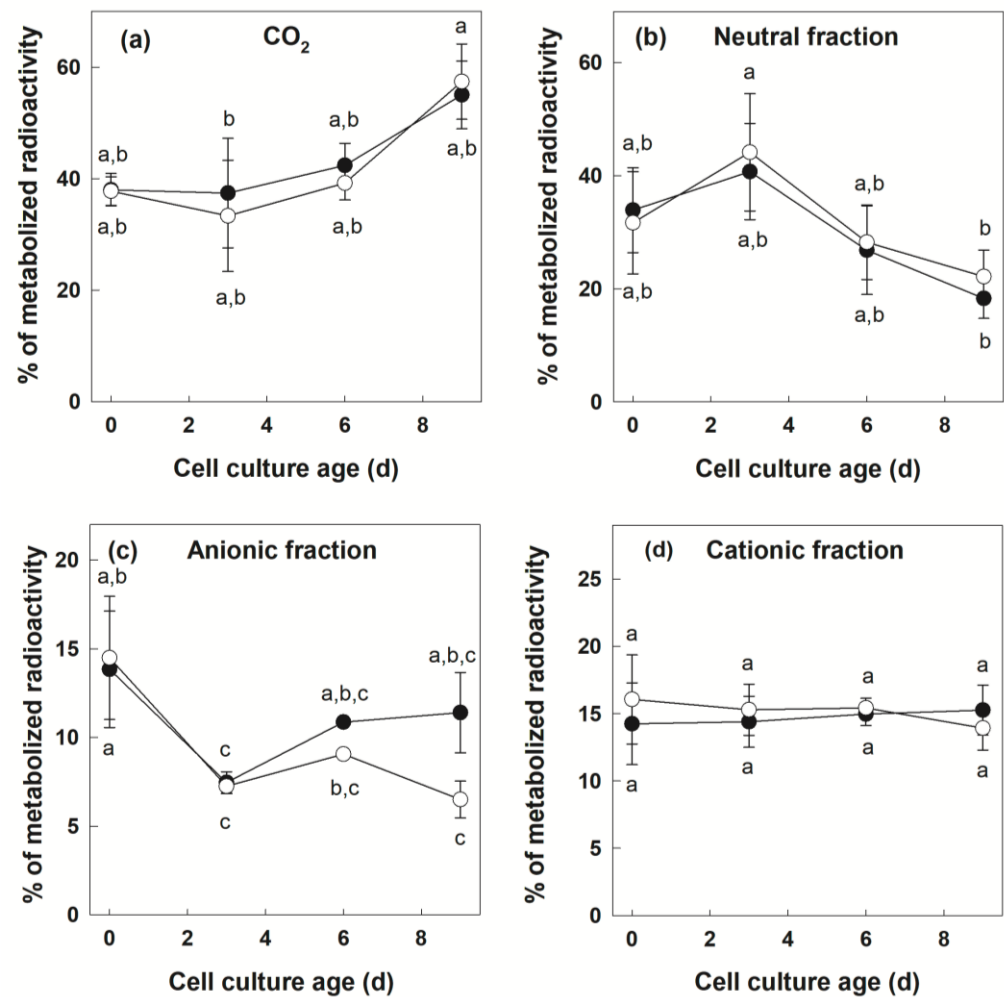 (a) CO2
% of metabolized radioactivity
60
40
20
0
a,b
a,b
b
a,b
a,b
a,b
a
a,b
0 2 4 6 8
Cell culture age (d)
(b) Neutral fraction
% of metabolized radioactivity
60
40
20
0
a,b
a,b
a
a,b
a,b
a,b
b
b
0 2 4 6 8
Cell culture age (d)
(c) Anionic fraction
% of metabolized radioactivity
20
15
10
5
0
a,b
a
c
c
a,b,c
b,c
a,b,c
c
0 2 4 6 8
Cell culture age (d)
(d) Cationic fraction
% of metabolized radioactivity
25
20
15
10
5
0
a
a
a
a
a
a
a
a
0 2 4 6 8
Cell culture age (d)